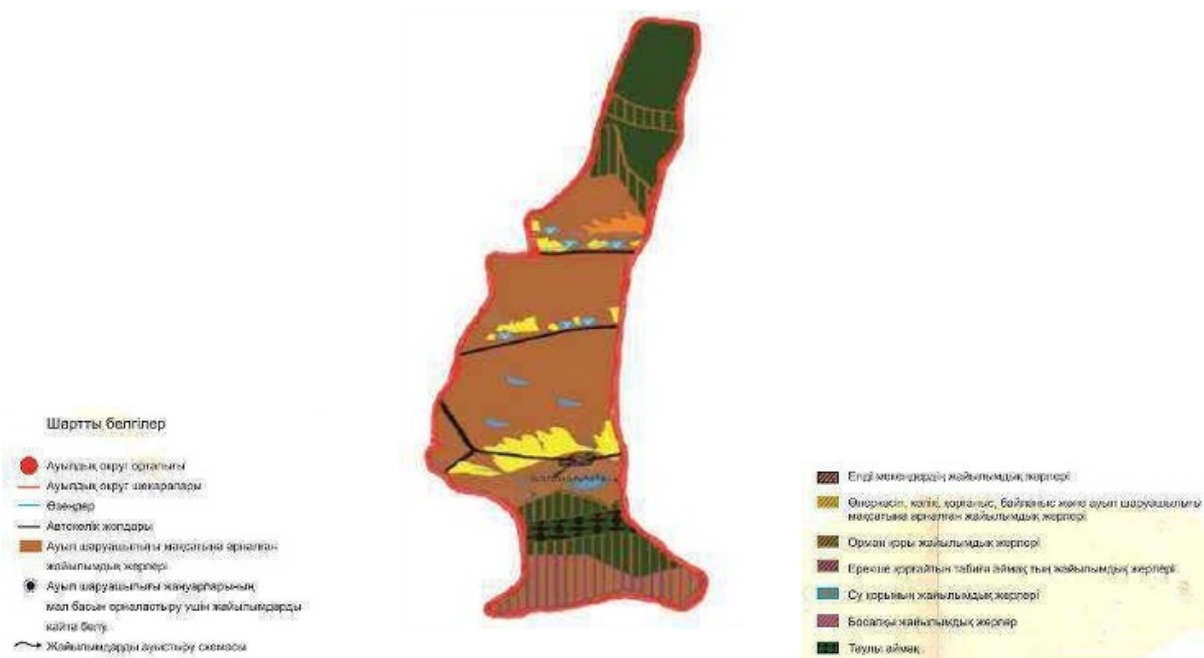 Шартты белгілер
Ауылдық округ орталығы
Ауылдық округ шекаралары
Өзендер
Автокөлік жолдары
Ауыл шаруашылығы мақсатына арналған
жайылымдық жерлері
Ауыл шаруашылығы жануарларының
мал басын орналастыру үшін жайылымдарды
қайта бөлу
Жайылымдарды ауыстыру схемасы
Елді мекендердің жайылымдық жерлері
Өнеркәсіп, көлік, қорғаныс, байланыс және ауыл шаруашылығы
мақсатына арналған жайылымдық жерлері
Орман қоры жайылымдық жерлері
Ерекше қорғайтын табиғи аймақ тың жайылымдық жерлері
Су қорының жайылымдық жерлері
Босалқы жайылымдық жерлер
Таулы аймақ